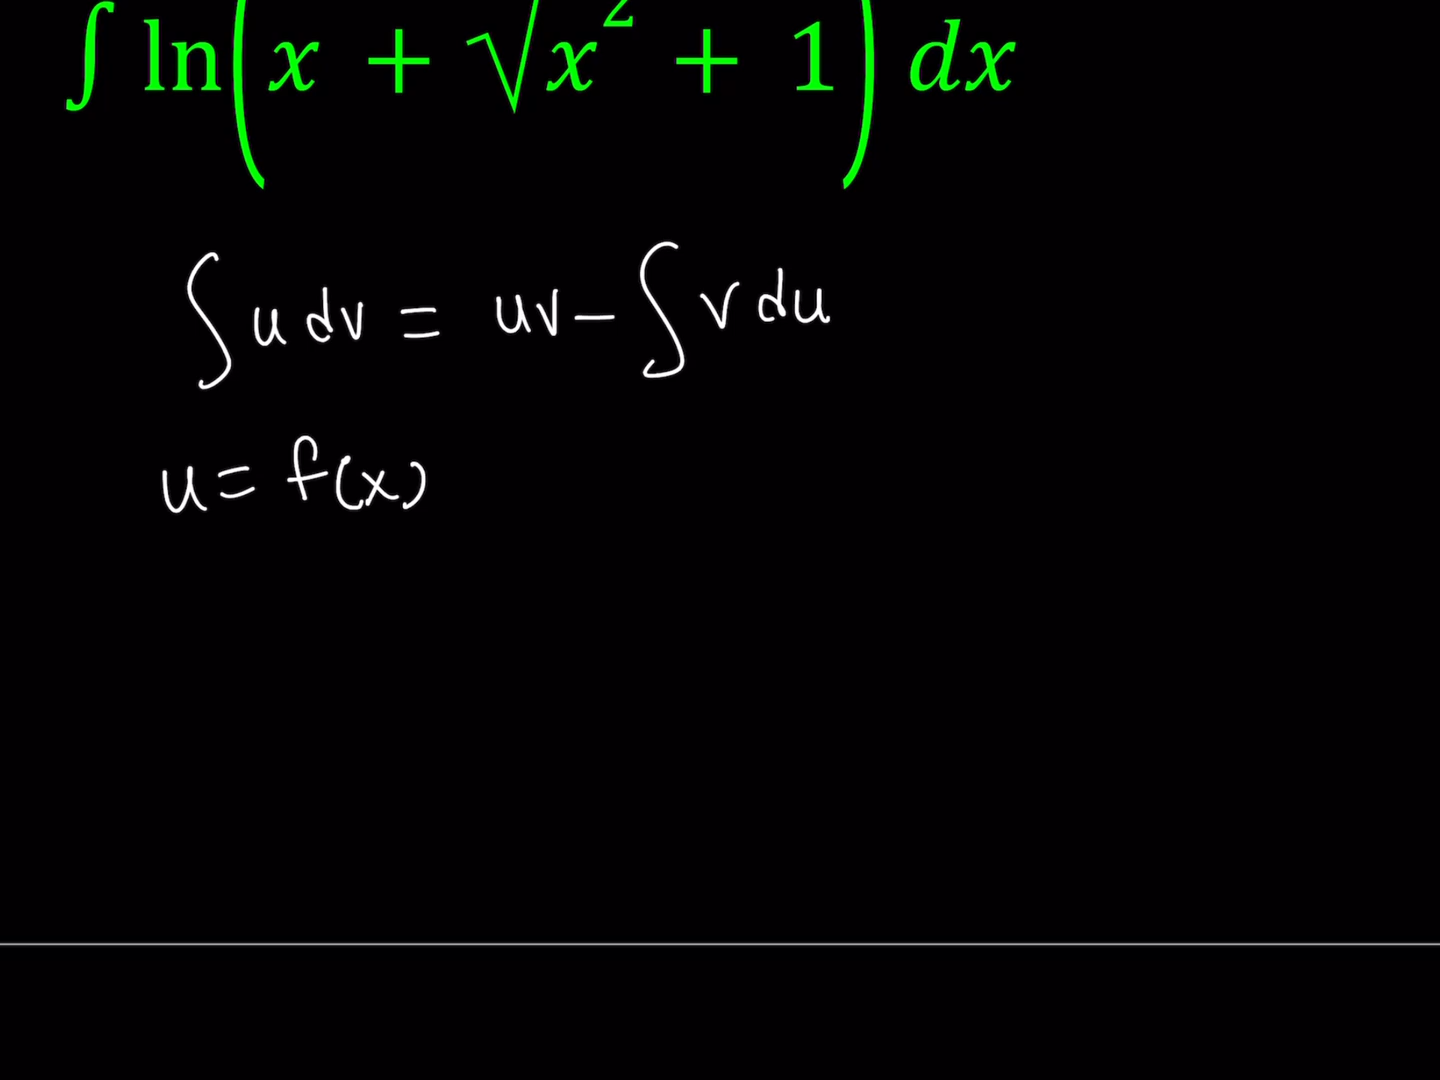 ∫ ln(x + √x² + 1) dx
∫ u dv = uv - ∫ v du
u = f(x)